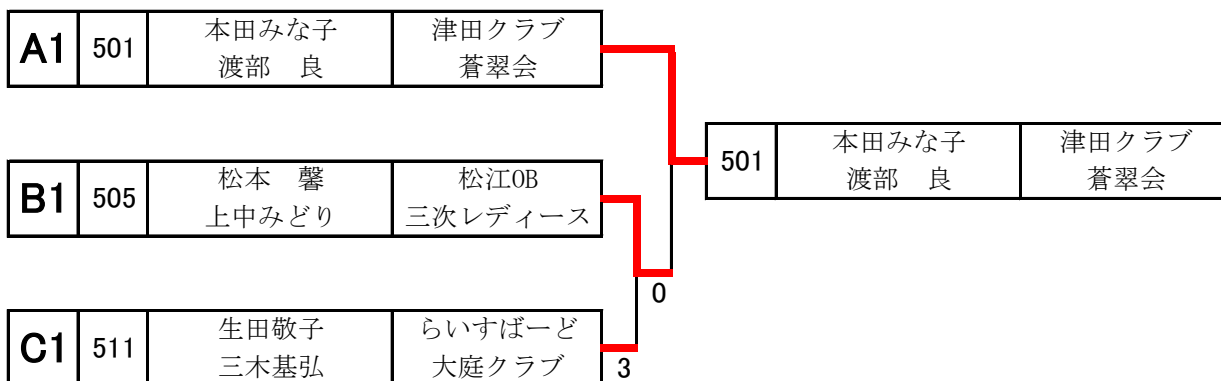 A1 501 本田みな子 津田クラブ
渡部　良 蒼翠会
501 本田みな子 津田クラブ
渡部　良 蒼翠会
B1 505 松本　馨 松江OB
上中みどり 三次レディース
0
C1 511 生田敬子 らいすばーど
三木基弘 大庭クラブ
3